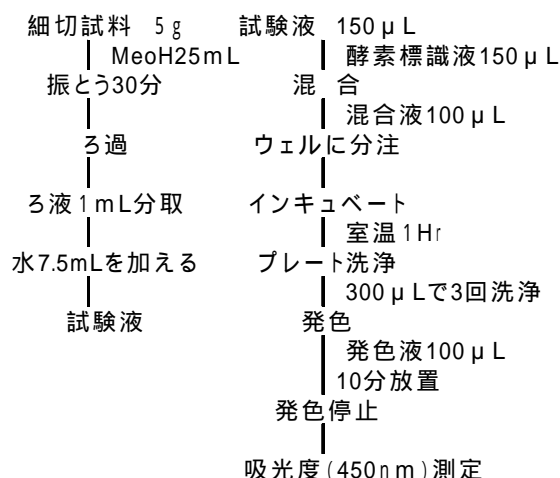 細切試料 5g
MeoH25mL
振とう30分
ろ過
ろ液1mL分取
水7.5mLを加える
試験液
試験液 150μL
酵素標識液150μL
混 合
混合液100μL
ウェルに分注
インキュベート
室温1Hr
プレート洗浄
300μLで3回洗浄
発色
発色液100μL
10分放置
発色停止
吸光度(450nm)測定